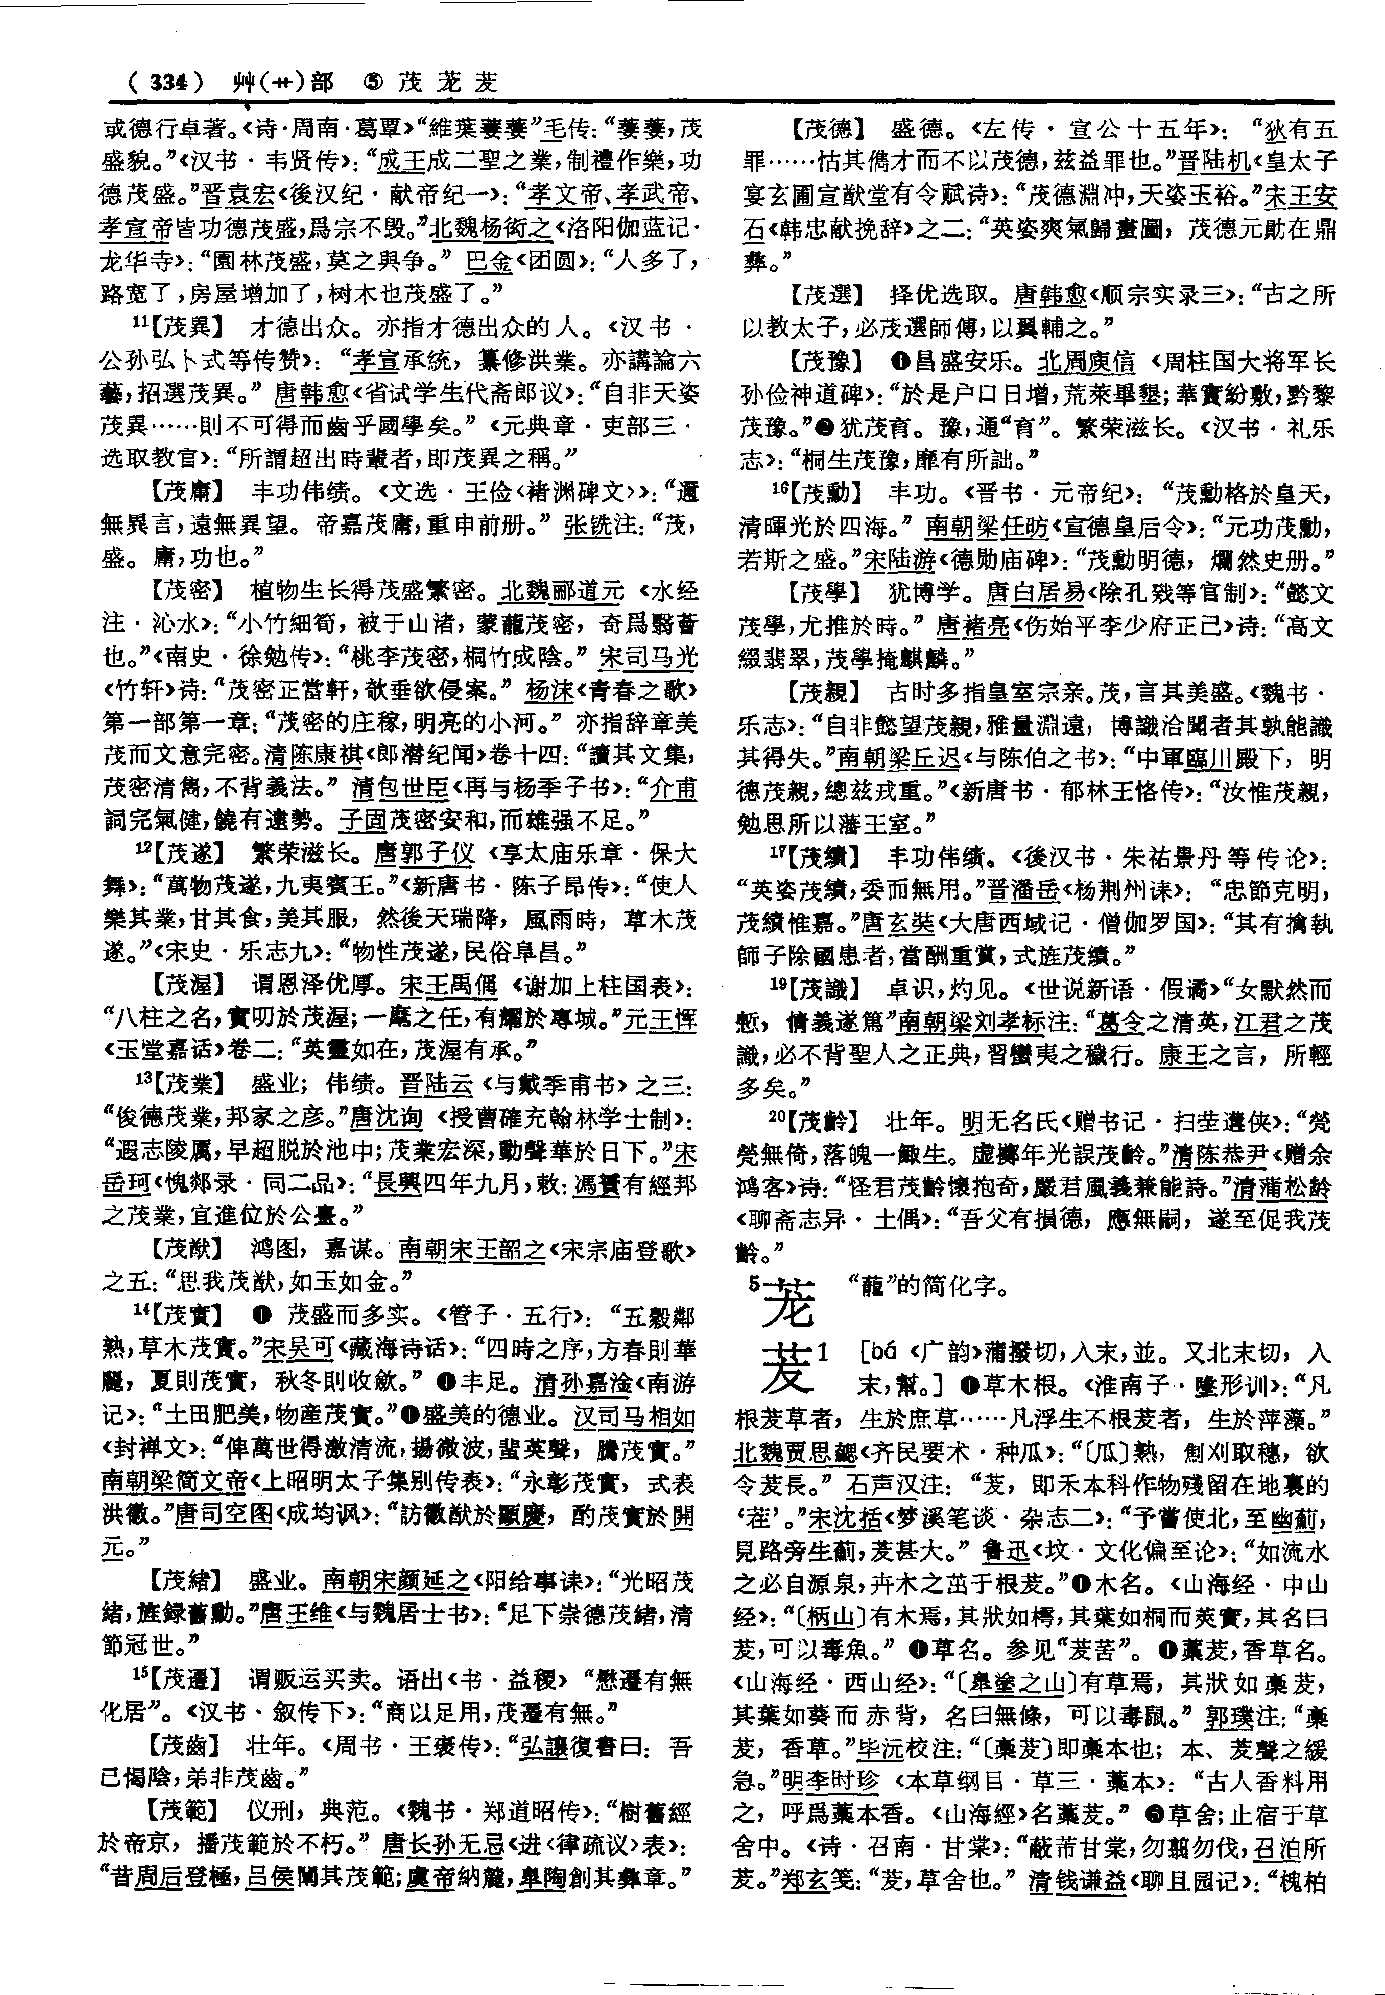 （334） 艸（艹）部 ⑤ 茂 茏 茇
或德行卓著。《诗·周南·葛覃》“維葉萋萋”毛传：“萋萋，茂
盛貌。”《汉书·韦贤传》：“成王成二聖之業，制禮作樂，功
德茂盛。”晋袁宏《後汉纪·献帝纪一》：“孝文帝、孝武帝、
孝宣帝皆功德茂盛，爲宗不毁。”北魏杨衒之《洛阳伽蓝记·
龙华寺》：“園林茂盛，莫之與争。” 巴金《团圆》：“人多了，
路宽了，房屋增加了，树木也茂盛了。”
11【茂異】 才德出众。亦指才德出众的人。《汉书·
公孙弘卜式等传赞》：“孝宣承统，纂修洪業。亦講論六
藝，招選茂異。” 唐韩愈《省试学生代斋郎议》：“自非天姿
茂異……則不可得而齒乎國學矣。” 《元典章·吏部三·
选取教官》：“所謂超出時輩者，即茂異之稱。”
【茂庸】 丰功伟绩。《文选·王俭〈褚渊碑文〉》：“邇
無異言，遠無異望。帝嘉茂庸，重申前册。” 张铣注：“茂，
盛。庸，功也。”
【茂密】 植物生长得茂盛繁密。北魏郦道元《水经
注·沁水》：“小竹細筍，被于山渚，蒙蘢茂密，奇爲翳薈
也。”《南史·徐勉传》：“桃李茂密，桐竹成陰。” 宋司马光
《竹轩》诗：“茂密正當軒，欹垂欲侵案。” 杨沫《青春之歌》
第一部第一章：“茂密的庄稼，明亮的小河。” 亦指辞章美
茂而文意完密。清陈康祺《郎潜纪闻》卷十四：“讀其文集，
茂密清雋，不背義法。” 清包世臣《再与杨季子书》：“介甫
詞完氣健，饒有遠勢。子固茂密安和，而雄强不足。”
12【茂遂】 繁荣滋长。唐郭子仪《享太庙乐章·保大
舞》：“萬物茂遂，九夷賓王。”《新唐书·陈子昂传》：“使人
樂其業，甘其食，美其服，然後天瑞降，風雨時，草木茂
遂。”《宋史·乐志九》：“物性茂遂，民俗阜昌。”
【茂渥】 谓恩泽优厚。宋王禹偁《谢加上柱国表》：
“八柱之名，實叨於茂渥；一麾之任，有耀於專城。”元王恽
《玉堂嘉话》卷二：“英靈如在，茂渥有承。”
13【茂業】 盛业；伟绩。晋陆云《与戴季甫书》之三：
“俊德茂業，邦家之彦。”唐沈询《授曹確充翰林学士制》：
“遐志陵厲，早超脱於池中；茂業宏深，動聲華於日下。”宋
岳珂《愧郯录·同二品》：“長興四年九月，敕：馮贇有經邦
之茂業，宜進位於公臺。”
【茂猷】 鸿图，嘉谋。南朝宋王韶之《宋宗庙登歌》
之五：“思我茂猷，如玉如金。”
14【茂實】 ❶ 茂盛而多实。《管子·五行》：“五穀鄰
熟，草木茂實。”宋吴可《藏海诗话》：“四時之序，方春則華
麗，夏則茂實，秋冬則收斂。” ❷丰足。清孙嘉淦《南游
记》：“土田肥美，物産茂實。”❸盛美的德业。汉司马相如
《封禅文》：“俾萬世得激清流，揚微波，蜚英聲，騰茂實。”
南朝梁简文帝《上昭明太子集别传表》：“永彰茂實，式表
洪徽。”唐司空图《成均讽》：“訪徽猷於顯慶，酌茂實於開
元。”
【茂緒】 盛业。南朝宋颜延之《阳给事诔》：“光昭茂
緒，旌録舊勳。”唐王维《与魏居士书》：“足下崇德茂緒，清
節冠世。”
15【茂遷】 谓贩运买卖。语出《书·益稷》“懋遷有無
化居”。《汉书·叙传下》：“商以足用，茂遷有無。”
【茂齒】 壮年。《周书·王褒传》：“弘讓復書曰：吾
已愒陰，弟非茂齒。”
【茂範】 仪刑，典范。《魏书·郑道昭传》：“樹舊經
於帝京，播茂範於不朽。” 唐长孙无忌《进〈律疏议〉表》：
“昔周后登極，吕侯闡其茂範；虞帝納麓，臯陶創其彝章。”
【茂德】 盛德。《左传·宣公十五年》：“狄有五
罪……怙其儁才而不以茂德，兹益罪也。”晋陆机《皇太子
宴玄圃宣猷堂有令赋诗》：“茂德淵冲，天姿玉裕。”宋王安
石《韩忠献挽辞》之二：“英姿爽氣歸畫圖，茂德元勛在鼎
彝。”
【茂選】 择优选取。唐韩愈《顺宗实录三》：“古之所
以教太子，必茂選師傅，以翼輔之。”
【茂豫】 ❶昌盛安乐。北周庾信《周柱国大将军长
孙俭神道碑》：“於是户口日增，荒萊畢墾；華實紛敷，黔黎
茂豫。”❷犹茂育。豫，通“育”。繁荣滋长。《汉书·礼乐
志》：“桐生茂豫，靡有所詘。”
16【茂勳】 丰功。《晋书·元帝纪》：“茂勳格於皇天，
清暉光於四海。” 南朝梁任昉《宣德皇后令》：“元功茂勳，
若斯之盛。”宋陆游《德勋庙碑》：“茂勳明德，爛然史册。”
【茂學】 犹博学。唐白居易《除孔戣等官制》：“懿文
茂學，尤推於時。” 唐褚亮《伤始平李少府正己》诗：“高文
綴翡翠，茂學掩麒麟。”
【茂親】 古时多指皇室宗亲。茂，言其美盛。《魏书·
乐志》：“自非懿望茂親，雅量淵遠，博識洽聞者其孰能識
其得失。”南朝梁丘迟《与陈伯之书》：“中軍臨川殿下，明
德茂親，總兹戎重。”《新唐书·郁林王恪传》：“汝惟茂親，
勉思所以藩王室。”
17【茂績】 丰功伟绩。《後汉书·朱祐景丹等传论》：
“英姿茂績，委而無用。”晋潘岳《杨荆州诔》：“忠節克明，
茂績惟嘉。”唐玄奘《大唐西域记·僧伽罗国》：“其有擒執
師子除國患者，當酬重賞，式旌茂績。”
19【茂識】 卓识，灼见。《世说新语·假谲》“女默然而
慙，情義遂篤”南朝梁刘孝标注：“葛令之清英，江君之茂
識，必不背聖人之正典，習蠻夷之穢行。康王之言，所輕
多矣。”
20【茂齡】 壮年。明无名氏《赠书记·扫茔遘侠》：“煢
煢無倚，落魄一鯫生。虚擲年光誤茂齡。”清陈恭尹《赠余
鸿客》诗：“怪君茂齡懷抱奇，嚴君風義兼能詩。”清蒲松龄
《聊斋志异·土偶》：“吾父有損德，應無嗣，遂至促我茂
齡。”
5茏 “蘢”的简化字。
茇1 ［bá 《广韵》蒲撥切，入末，並。又北末切，入
末，幫。］ ❶草木根。《淮南子·墬形训》：“凡
根茇草者，生於庶草……凡浮生不根茇者，生於萍藻。”
北魏贾思勰《齐民要术·种瓜》：“〔瓜〕熟，劁刈取穗，欲
令茇長。” 石声汉注：“茇，即禾本科作物残留在地裏的
‘茬’。”宋沈括《梦溪笔谈·杂志二》：“予嘗使北，至幽薊，
見路旁生薊，茇甚大。” 鲁迅《坟·文化偏至论》：“如流水
之必自源泉，卉木之茁于根茇。”❷木名。《山海经·中山
经》：“〔柄山〕有木焉，其狀如樗，其葉如桐而莢實，其名曰
茇，可以毒魚。” ❸草名。参见“茇苦”。❹藁茇，香草名。
《山海经·西山经》：“〔臯塗之山〕有草焉，其狀如槀茇，
其葉如葵而赤背，名曰無條，可以毒鼠。” 郭璞注：“槀
茇，香草。”毕沅校注：“〔槀茇〕即槀本也；本、茇聲之緩
急。”明李时珍《本草纲目·草三·藁本》：“古人香料用
之，呼爲藁本香。《山海經》名藁茇。” ❺草舍；止宿于草
舍中。《诗·召南·甘棠》：“蔽芾甘棠，勿翦勿伐，召伯所
茇。”郑玄笺：“茇，草舍也。” 清钱谦益《聊且园记》：“槐柏